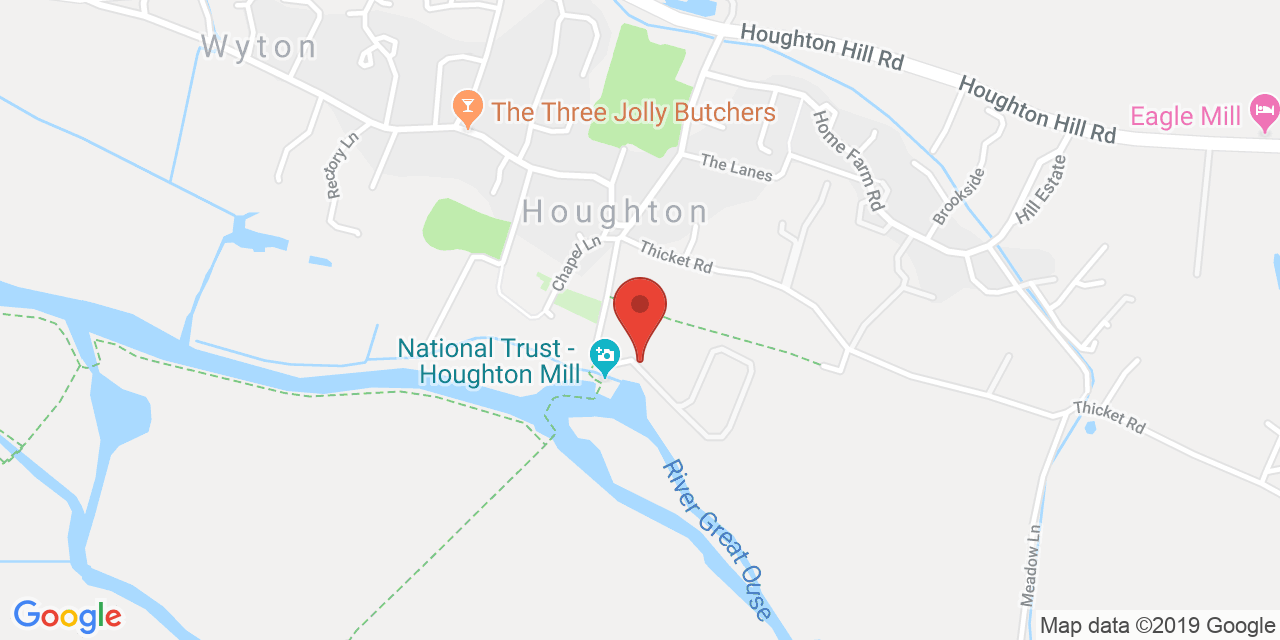 Wyton
Houghton Hill Rd
Houghton Hill Rd
Eagle Mill
The Three Jolly Butchers
Rectory Ln
The Lanes
Home Farm Rd
Brookside
Hill Estate
Houghton
Chapel Ln
Thicket Rd
National Trust -
Houghton Mill
Thicket Rd
River Great Ouse
Meadow Ln
Google
Map data ©2019 Google